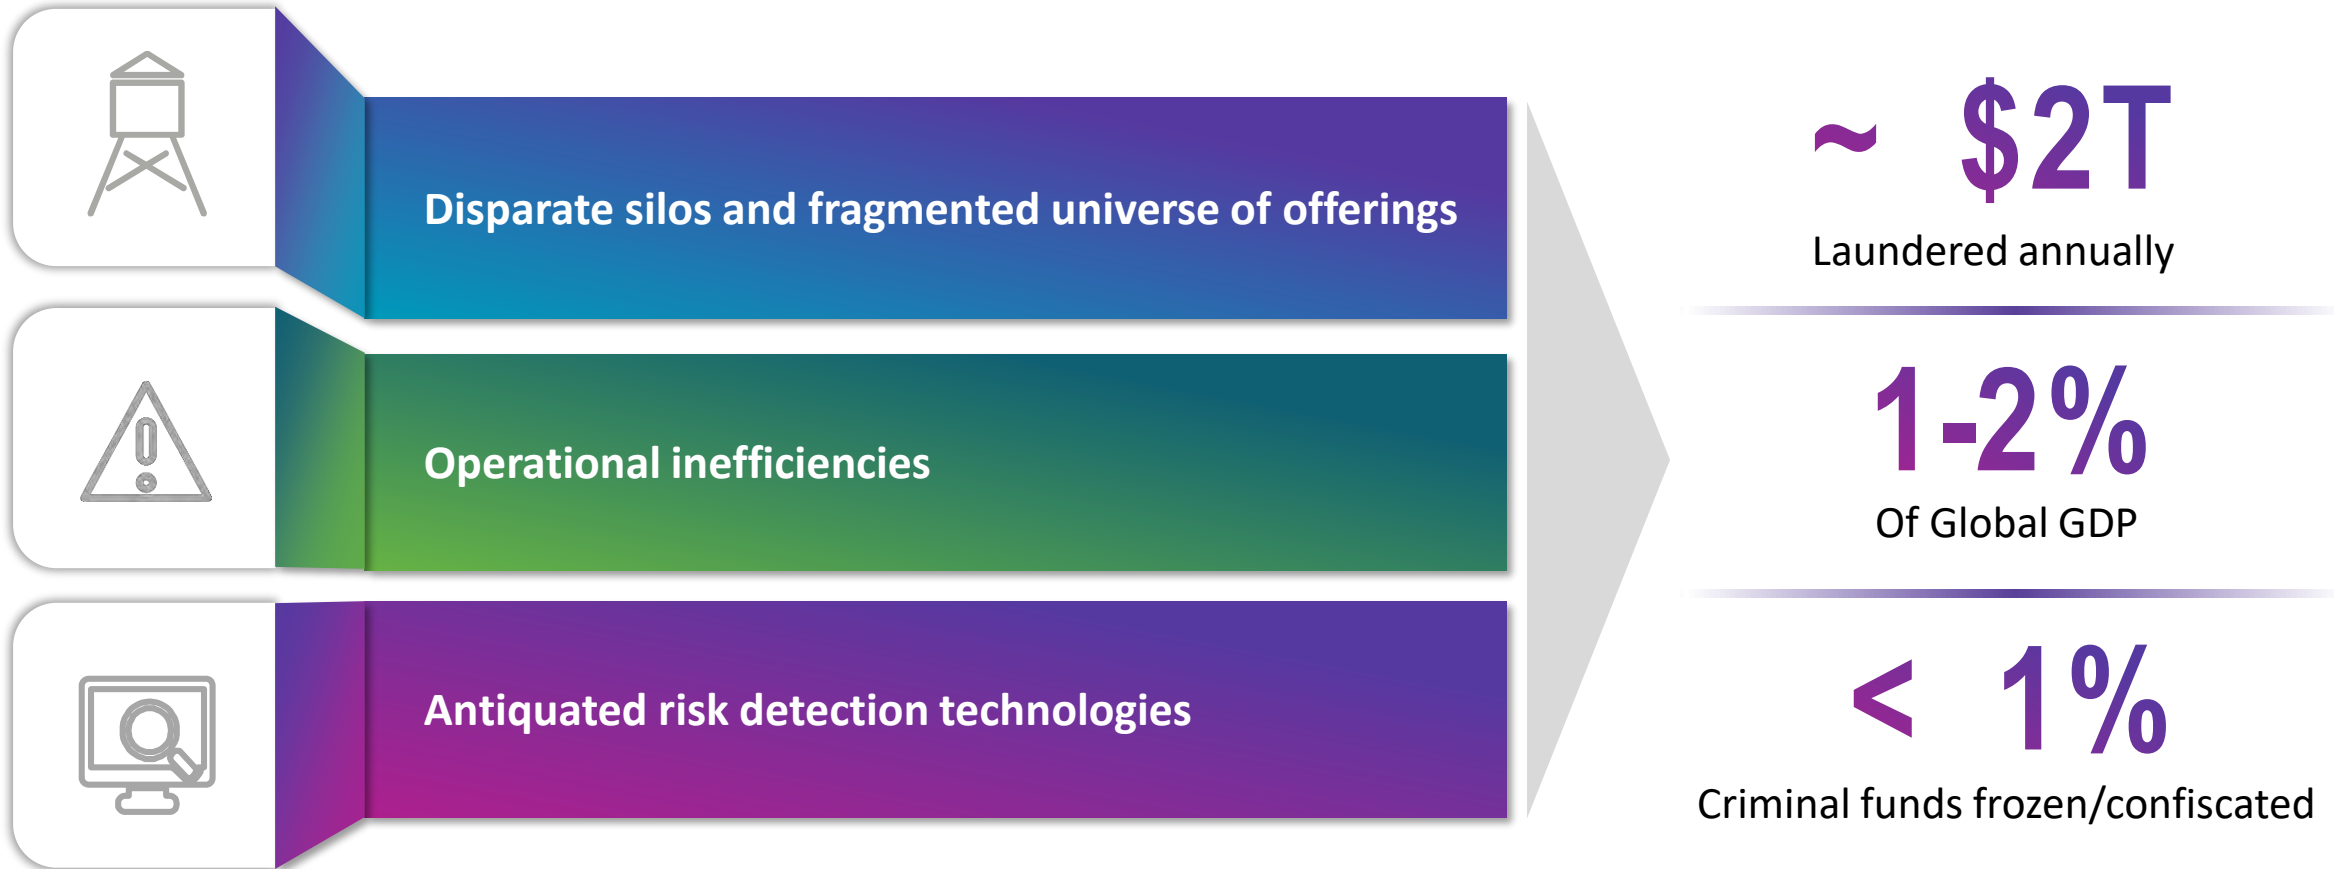 Disparate silos and fragmented universe of offerings
Operational inefficiencies
Antiquated risk detection technologies
~ $2T
Laundered annually
1-2%
Of Global GDP
< 1%
Criminal funds frozen/confiscated